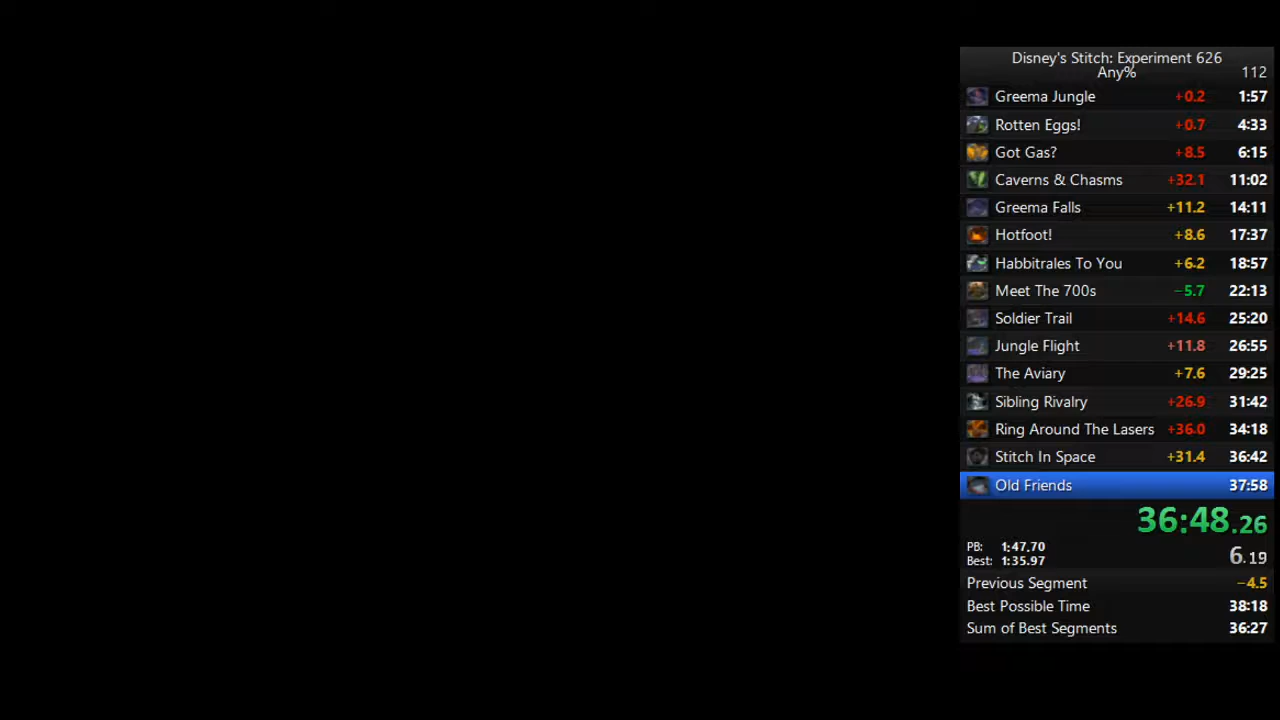 Disney's Stitch: Experiment 626
Any% 112
Greema Jungle +0.2 1:57
Rotten Eggs! +0.7 4:33
Got Gas? +8.5 6:15
Caverns & Chasms +32.1 11:02
Greema Falls +11.2 14:11
Hotfoot! +8.6 17:37
Habbitrales To You +6.2 18:57
Meet The 700s −5.7 22:13
Soldier Trail +14.6 25:20
Jungle Flight +11.8 26:55
The Aviary +7.6 29:25
Sibling Rivalry +26.9 31:42
Ring Around The Lasers +36.0 34:18
Stitch In Space +31.4 36:42
Old Friends 37:58
36:48.26
PB: 1:47.70
Best: 1:35.97 6.19
Previous Segment −4.5
Best Possible Time 38:18
Sum of Best Segments 36:27